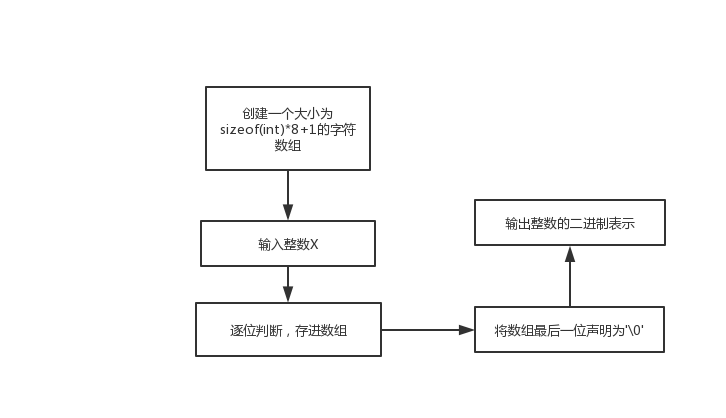 创建一个大小为
sizeof(int)*8+1的字符
数组
输入整数X
逐位判断，存进数组
将数组最后一位声明为'\0'
输出整数的二进制表示